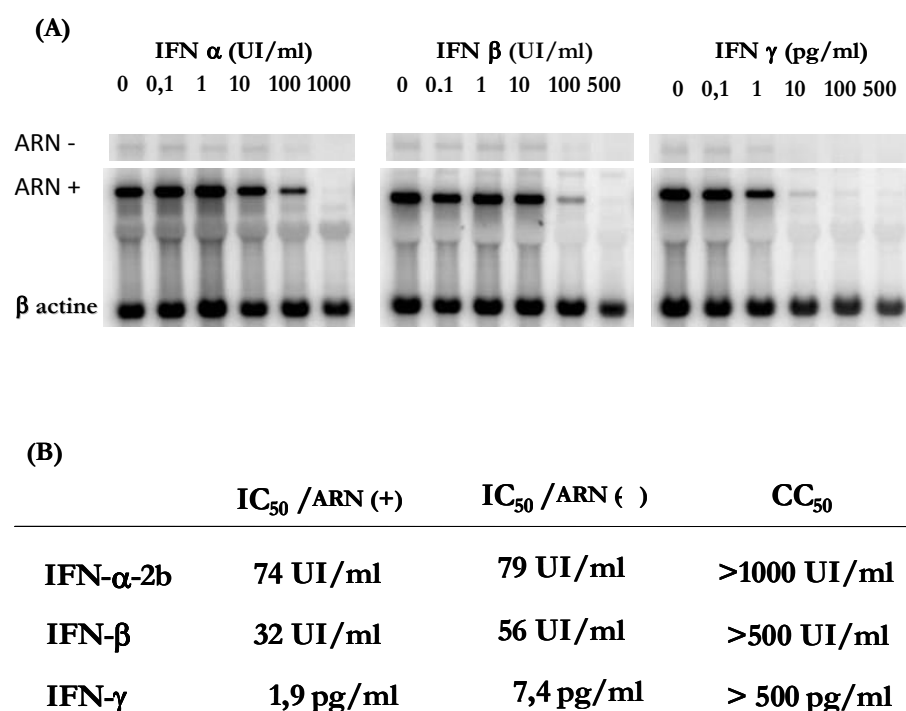 (A)
IFN α (UI/ml) IFN β (UI/ml) IFN γ (pg/ml)
0 0,1 1 10 100 1000 0 0,1 1 10 100 500 0 0,1 1 10 100 500
ARN -
ARN +
β actine
(B)
IC50 /ARN (+) IC50 /ARN (- ) CC50
IFN-α-2b 74 UI/ml 79 UI/ml >1000 UI/ml
IFN-β 32 UI/ml 56 UI/ml >500 UI/ml
IFN-γ 1,9 pg/ml 7,4 pg/ml > 500 pg/ml